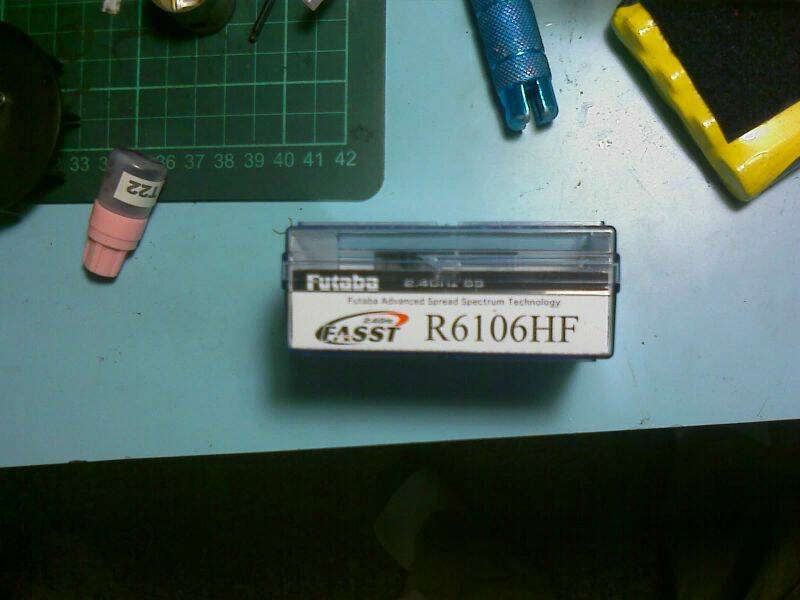 33 36 37 38 39 40 41 42
T22
Futaba 2.4GHz SS
Futaba Advanced Spread Spectrum Technology
2.4GHz
FASST R6106HF